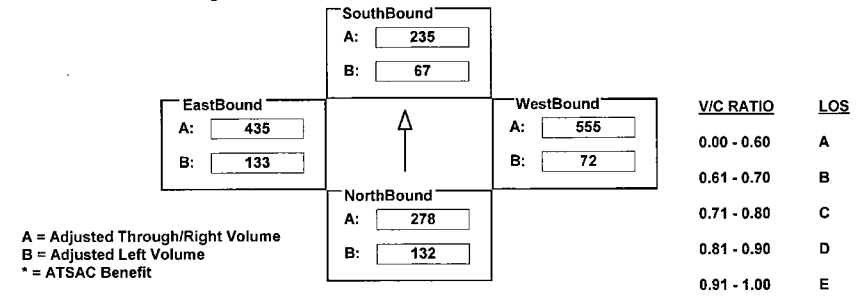 SouthBound
A: 235
B: 67
EastBound
A: 435
B: 133
WestBound
A: 555
B: 72
NorthBound
A: 278
B: 132
A = Adjusted Through/Right Volume
B = Adjusted Left Volume
* = ATSAC Benefit
V/C RATIO LOS
0.00 - 0.60 A
0.61 - 0.70 B
0.71 - 0.80 C
0.81 - 0.90 D
0.91 - 1.00 E